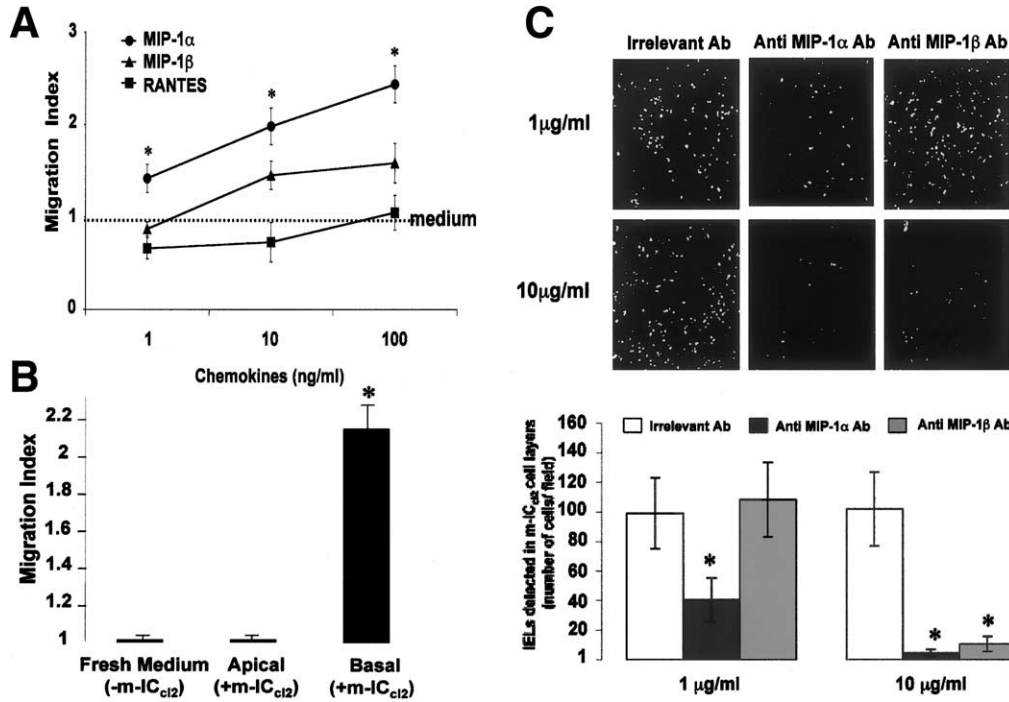 A
MIP-1α
MIP-1β
RANTES
Migration Index
3
2
1
0
*
*
*
medium
1
10
100
Chemokines (ng/ml)
B
Migration Index
2.2
2
1.8
1.6
1.4
1.2
1
*
Fresh Medium
(-m-ICcl2)
Apical
(+m-ICcl2)
Basal
(+m-ICcl2)
C
Irrelevant Ab
Anti MIP-1α Ab
Anti MIP-1β Ab
1µg/ml
10µg/ml
IELs detected in m-ICcl2 cell layers
(number of cells/ field)
160
140
120
100
80
60
40
20
1
Irrelevant Ab
Anti MIP-1α Ab
Anti MIP-1β Ab
*
*
*
1 µg/ml
10 µg/ml